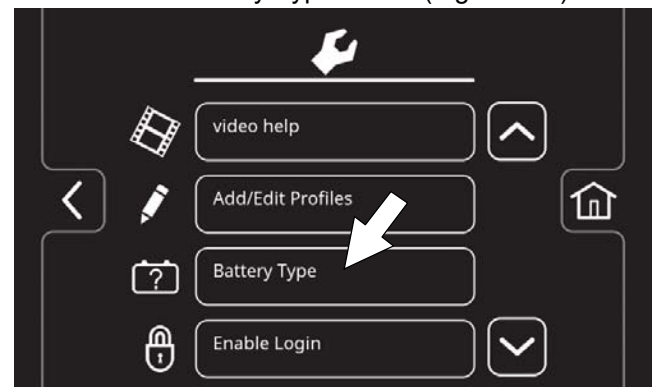 video help
Add/Edit Profiles
Battery Type
?
Enable Login